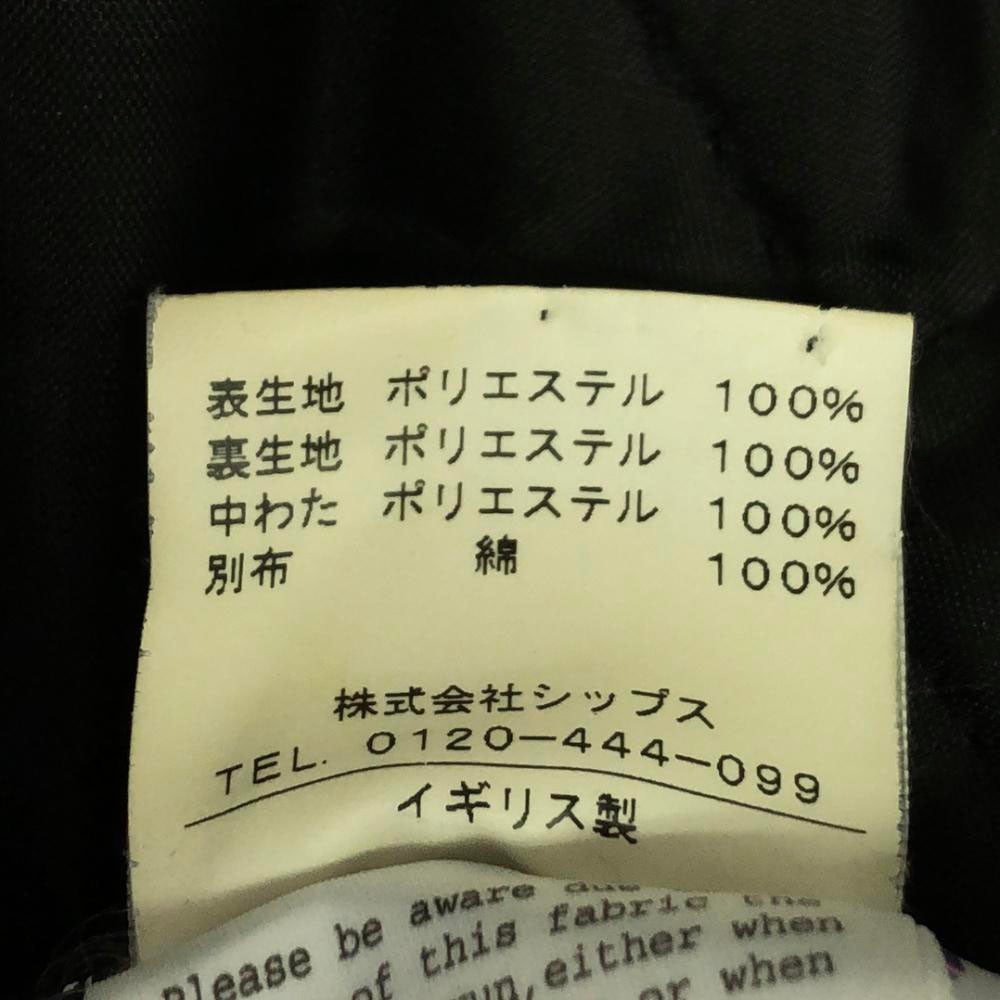 表生地 ポリエステル 100%
裏生地 ポリエステル 100%
中わた ポリエステル 100%
別布 綿 100%
株式会社シップス
TEL. 0120-444-099
イギリス製
please be aware due
of this fabric the
run, either when
or when